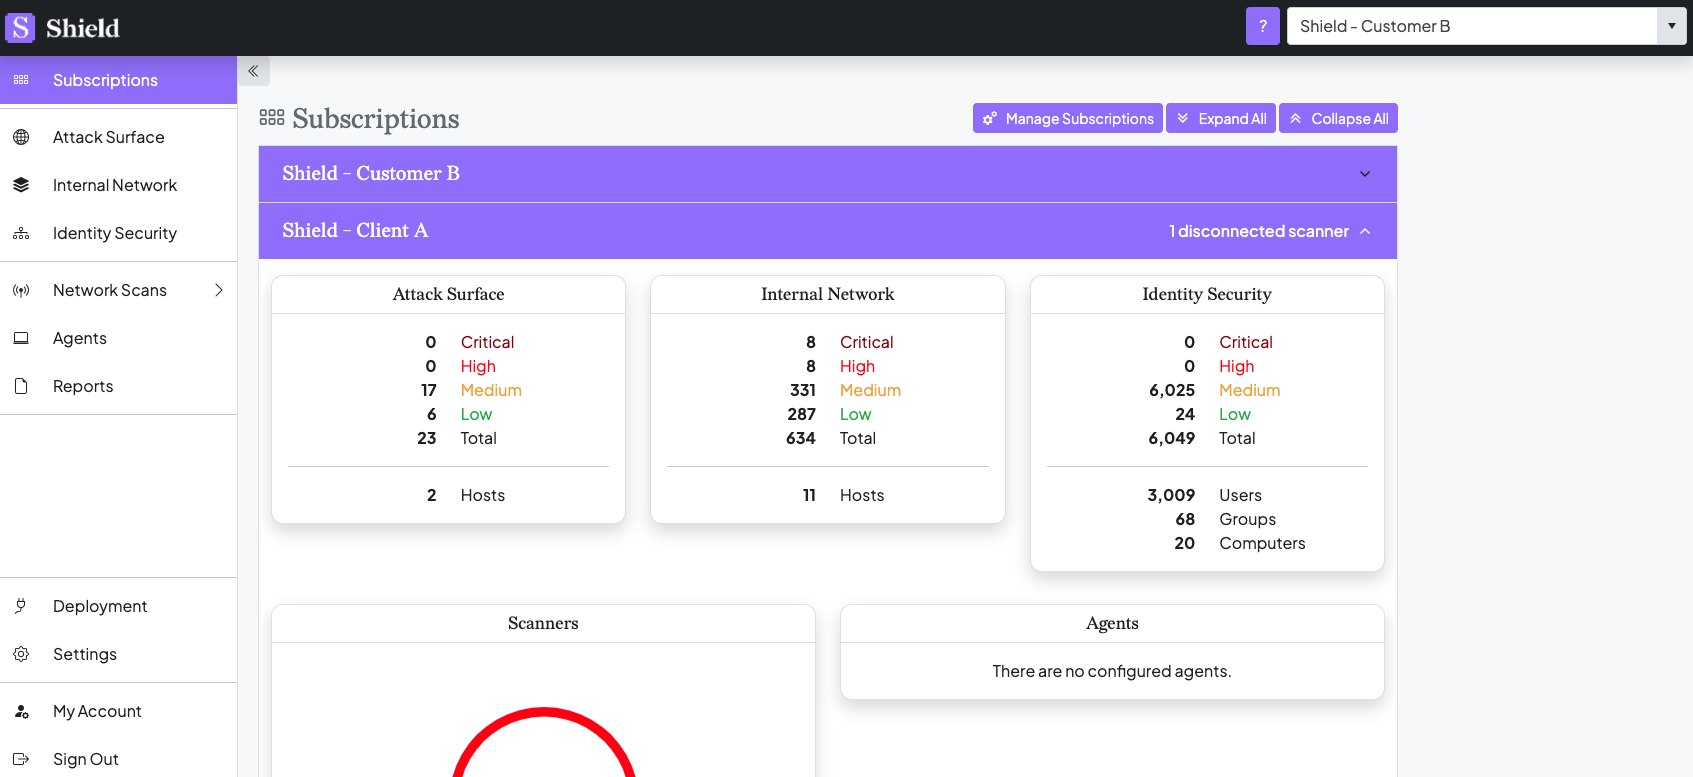 S Shield
?
Shield - Customer B
Subscriptions
Attack Surface
Internal Network
Identity Security
Network Scans
Agents
Reports
Deployment
Settings
My Account
Sign Out
Subscriptions
Manage Subscriptions
Expand All
Collapse All
Shield - Customer B
Shield - Client A
1 disconnected scanner
Attack Surface
0 Critical
0 High
17 Medium
6 Low
23 Total
2 Hosts
Internal Network
8 Critical
8 High
331 Medium
287 Low
634 Total
11 Hosts
Identity Security
0 Critical
0 High
6,025 Medium
24 Low
6,049 Total
3,009 Users
68 Groups
20 Computers
Scanners
Agents
There are no configured agents.